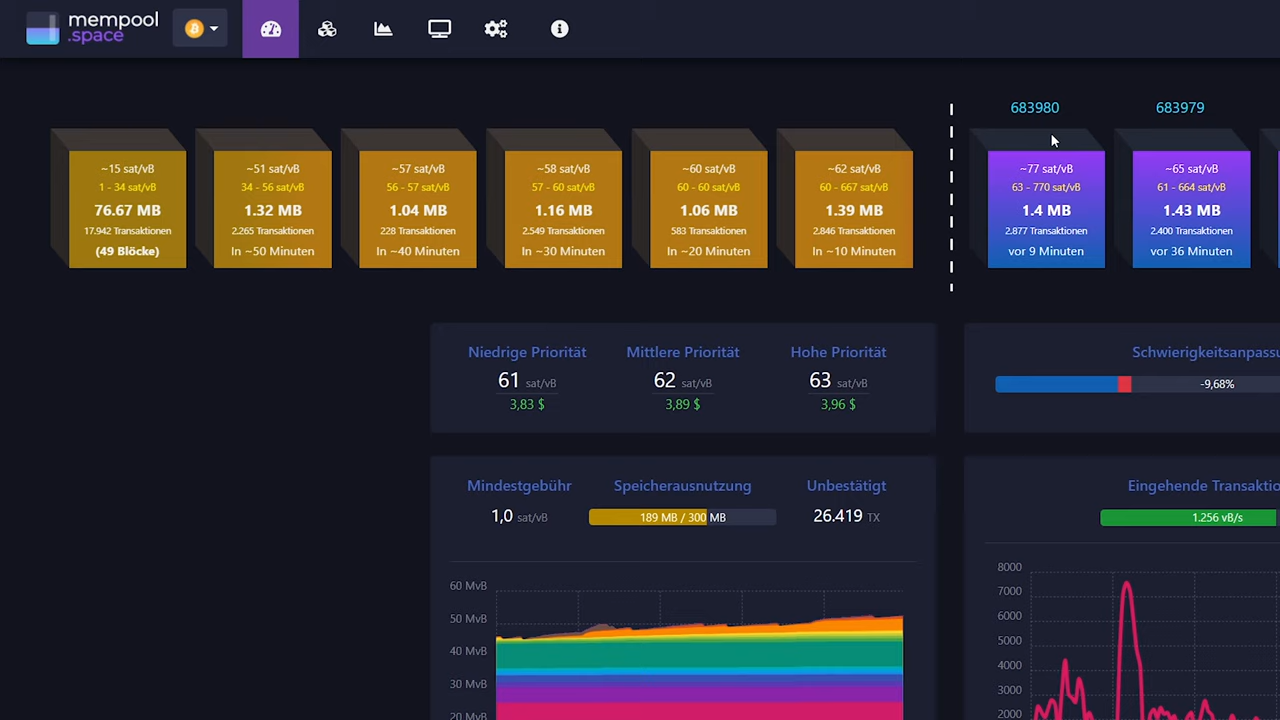 mempool
.space
683980
683979
~15 sat/vB
1 - 34 sat/vB
76.67 MB
17.942 Transaktionen
(49 Blöcke)
~51 sat/vB
34 - 56 sat/vB
1.32 MB
2.265 Transaktionen
In ~50 Minuten
~57 sat/vB
56 - 57 sat/vB
1.04 MB
228 Transaktionen
In ~40 Minuten
~58 sat/vB
57 - 60 sat/vB
1.16 MB
2.549 Transaktionen
In ~30 Minuten
~60 sat/vB
60 - 60 sat/vB
1.06 MB
583 Transaktionen
In ~20 Minuten
~62 sat/vB
60 - 667 sat/vB
1.39 MB
2.846 Transaktionen
In ~10 Minuten
~77 sat/vB
63 - 770 sat/vB
1.4 MB
2.877 Transaktionen
vor 9 Minuten
~65 sat/vB
61 - 664 sat/vB
1.43 MB
2.400 Transaktionen
vor 36 Minuten
Niedrige Priorität
Mittlere Priorität
Hohe Priorität
61 sat/vB
62 sat/vB
63 sat/vB
3,83 $
3,89 $
3,96 $
Schwierigkeitsanpassu
-9,68%
Mindestgebühr
Speicherausnutzung
Unbestätigt
1,0 sat/vB
189 MB / 300 MB
26.419 TX
60 MvB
50 MvB
40 MvB
30 MvB
20 MvB
Eingehende Transaktio
1.256 vB/s
8000
7000
6000
5000
4000
3000
2000